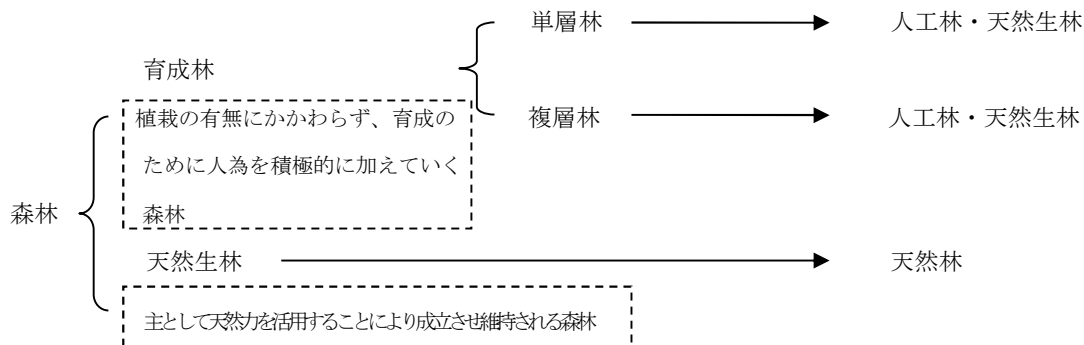 単層林 人工林・天然生林
育成林
植栽の有無にかかわらず、育成の
ために人為を積極的に加えていく
森林
複層林 人工林・天然生林
森林
天然生林 天然林
主として天然力を活用することにより成立させ維持される森林